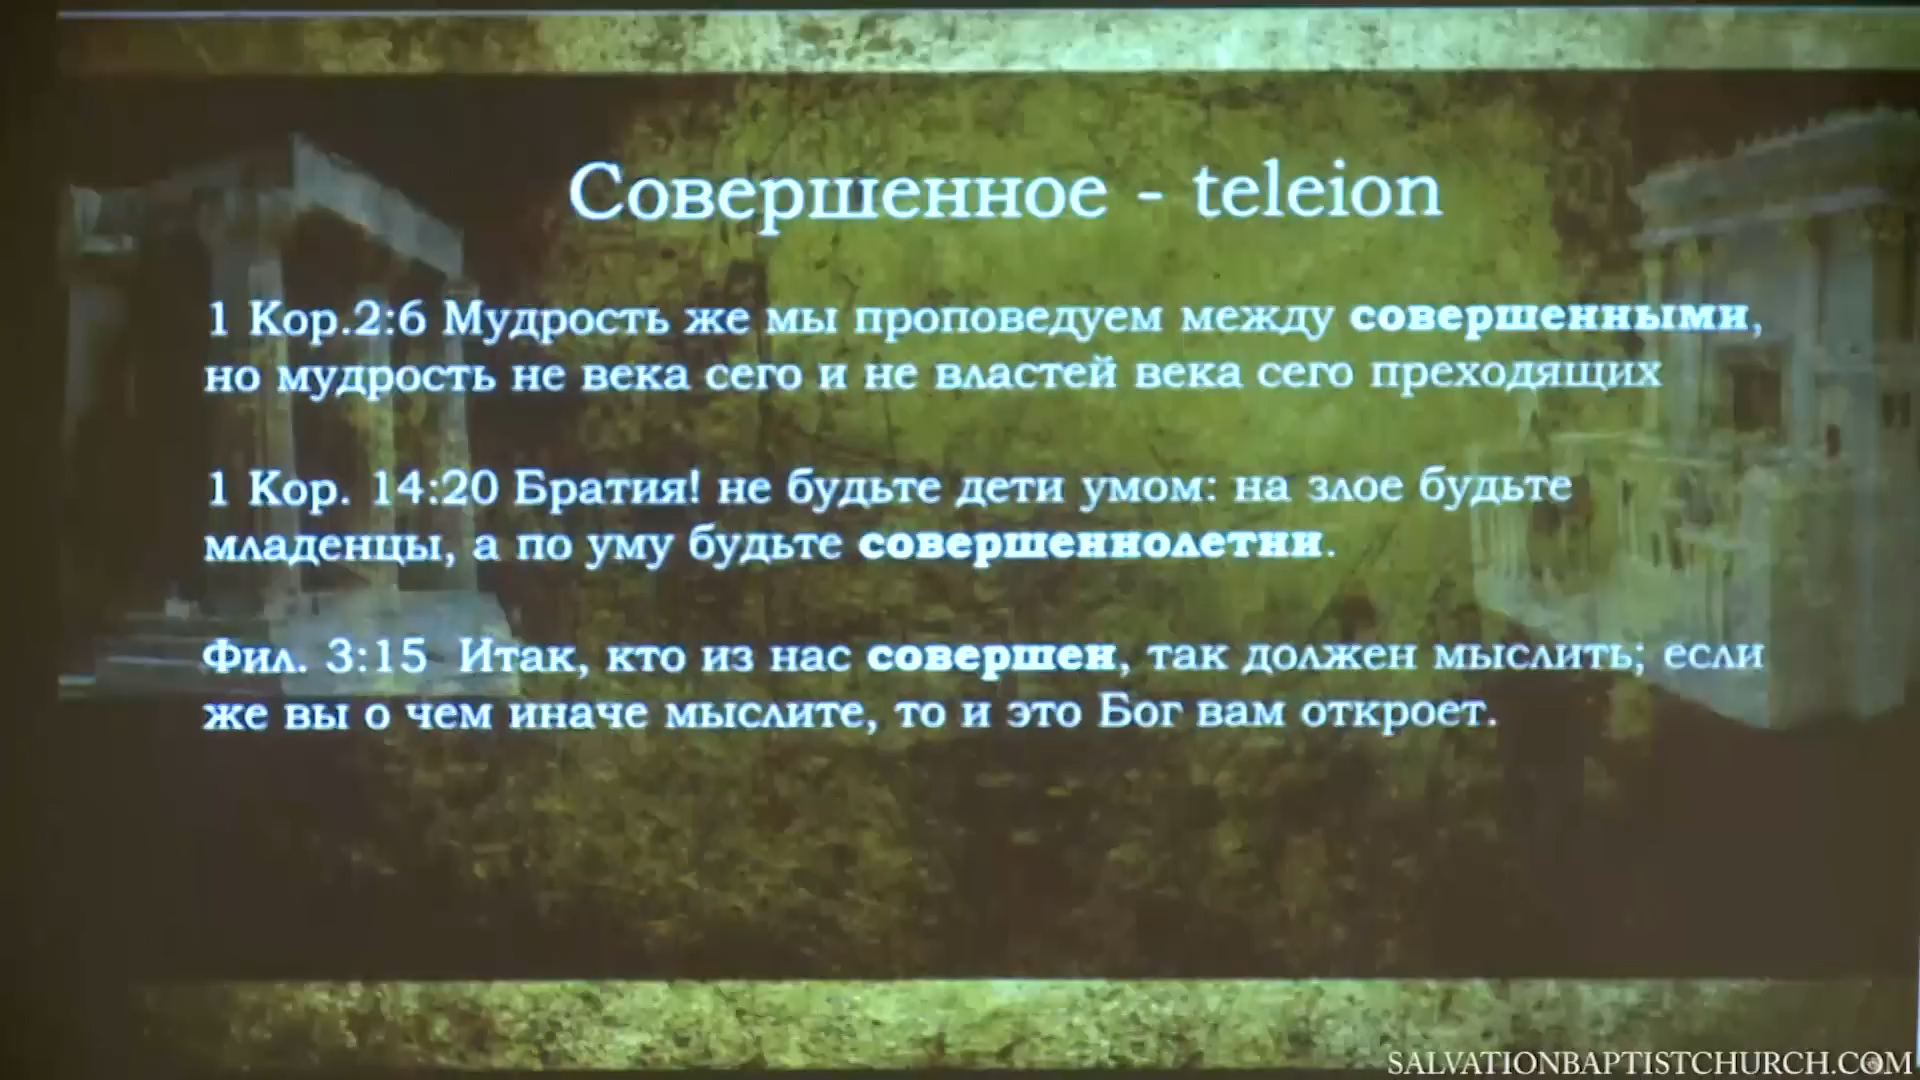 Совершенное - teleion
1 Кор.2:6 Мудрость же мы проповедуем между совершенными,
но мудрость не века сего и не властей века сего преходящих
1 Кор. 14:20 Братия! не будьте дети умом: на злое будьте
младенцы, а по уму будьте совершеннолетни.
Фил. 3:15 Итак, кто из нас совершен, так должен мыслить; если
же вы о чем иначе мыслите, то и это Бог вам откроет.
SALVATIONBAPTISTCHURCH.COM